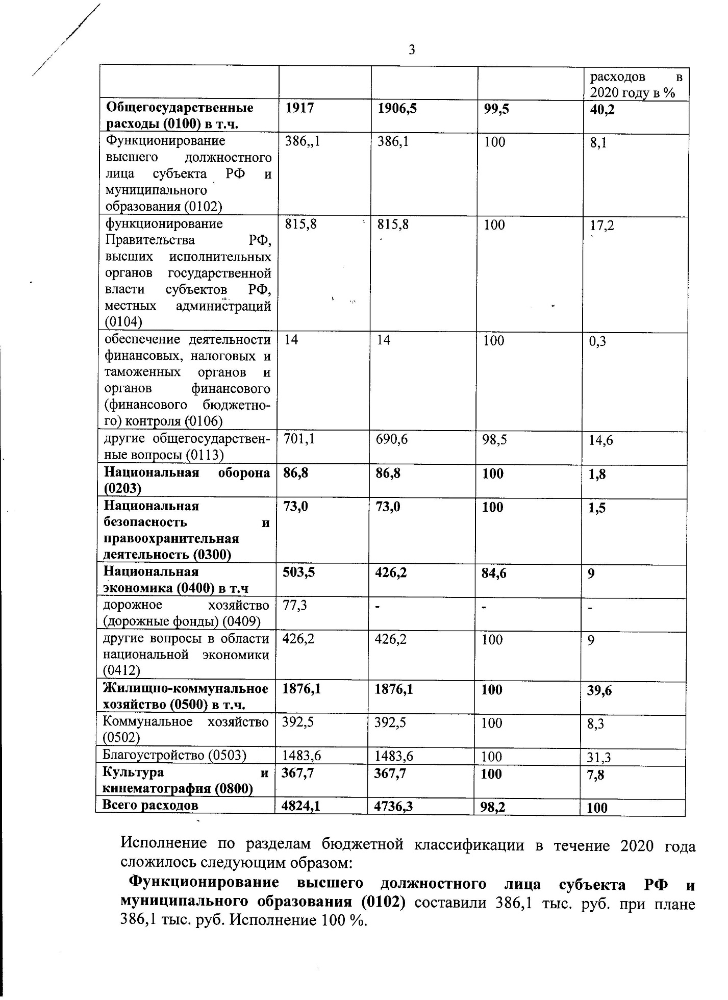 3
расходов в
2020 году в %
Общегосударственные 1917 1906,5 99,5 40,2
расходы (0100) в т.ч.
Функционирование 386,,1 386,1 100 8,1
высшего должностного
лица субъекта РФ и
муниципального
образования (0102)
функционирование 815,8 815,8 100 17,2
Правительства РФ,
высших исполнительных
органов государственной
власти субъектов РФ,
местных администраций
(0104)
обеспечение деятельности 14 14 100 0,3
финансовых, налоговых и
таможенных органов и
органов финансового
(финансового бюджетно-
го) контроля (0106)
другие общегосударствен- 701,1 690,6 98,5 14,6
ные вопросы (0113)
Национальная оборона 86,8 86,8 100 1,8
(0203)
Национальная 73,0 73,0 100 1,5
безопасность и
правоохранительная
деятельность (0300)
Национальная 503,5 426,2 84,6 9
экономика (0400) в т.ч
дорожное хозяйство 77,3 - - -
(дорожные фонды) (0409)
другие вопросы в области 426,2 426,2 100 9
национальной экономики
(0412)
Жилищно-коммунальное 1876,1 1876,1 100 39,6
хозяйство (0500) в т.ч.
Коммунальное хозяйство 392,5 392,5 100 8,3
(0502)
Благоустройство (0503) 1483,6 1483,6 100 31,3
Культура и 367,7 367,7 100 7,8
кинематография (0800)
Всего расходов 4824,1 4736,3 98,2 100
Исполнение по разделам бюджетной классификации в течение 2020 года
сложилось следующим образом:
Функционирование высшего должностного лица субъекта РФ и
муниципального образования (0102) составили 386,1 тыс. руб. при плане
386,1 тыс. руб. Исполнение 100 %.